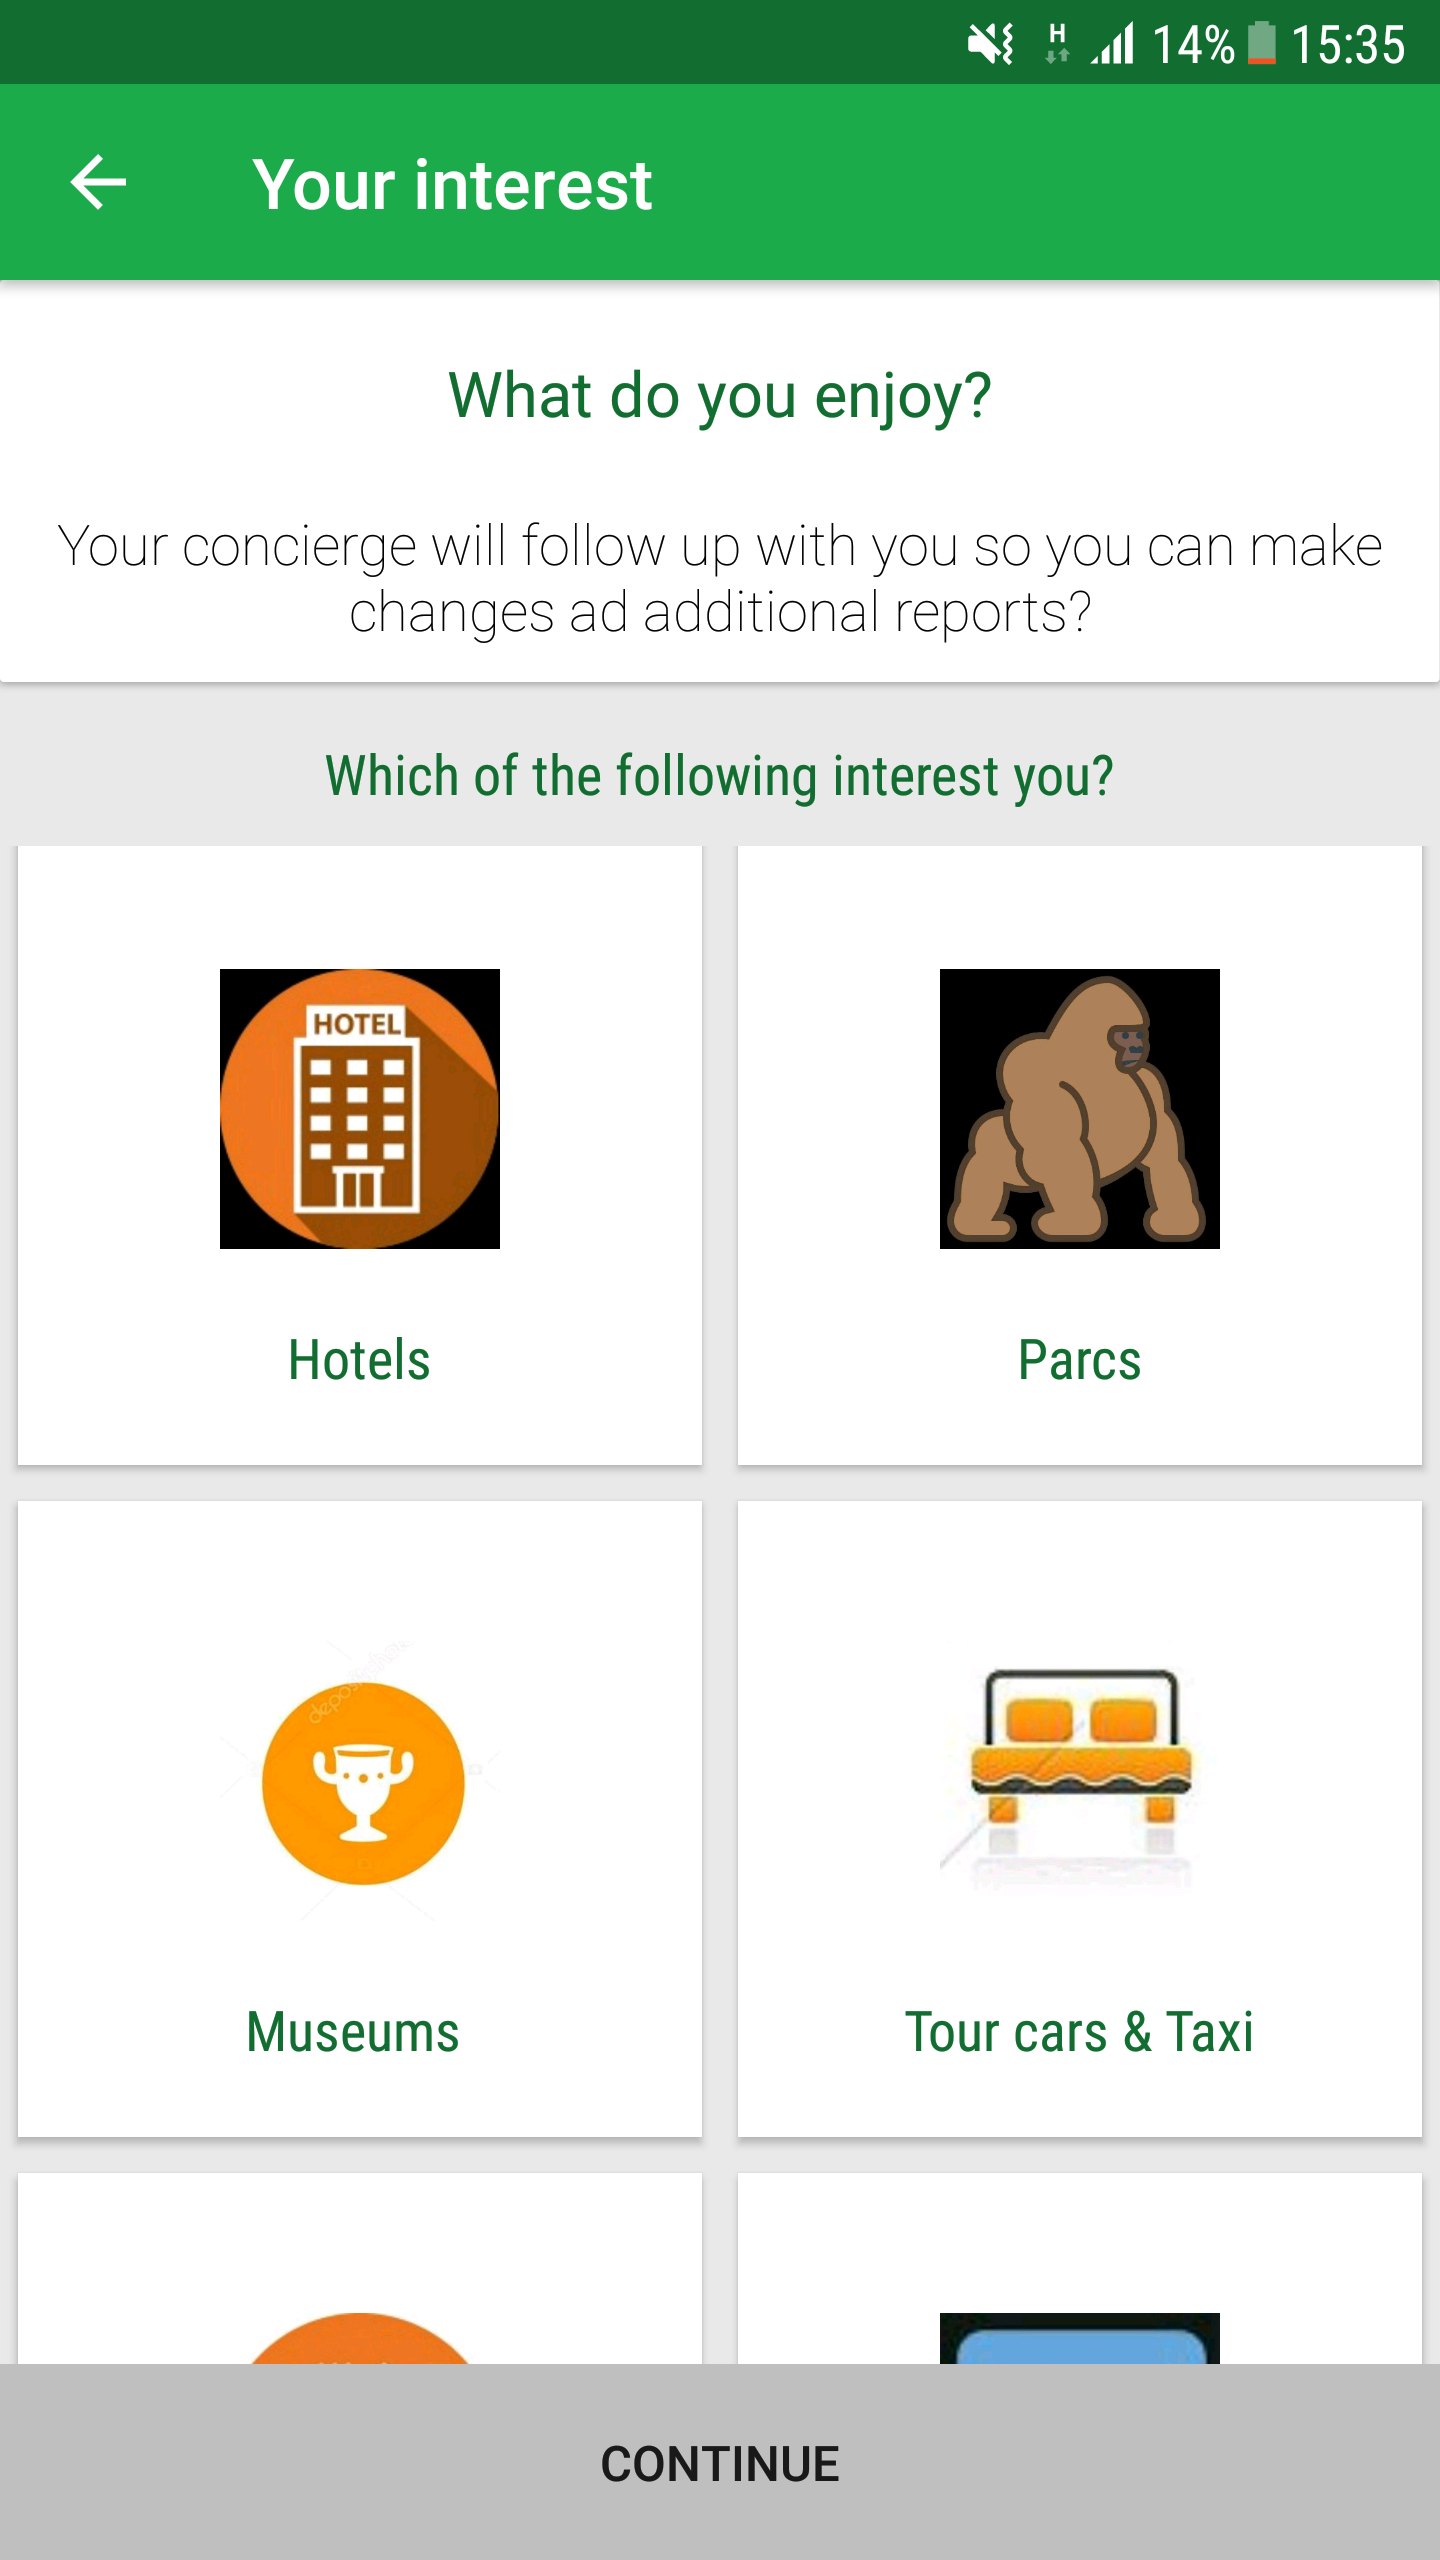 H 14% 15:35
Your interest
What do you enjoy?
Your concierge will follow up with you so you can make
changes ad additional reports?
Which of the following interest you?
HOTEL
Hotels
Parcs
Museums
Tour cars & Taxi
CONTINUE